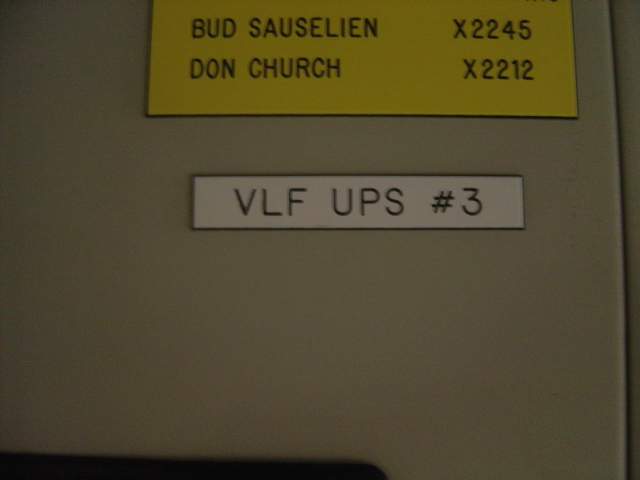 BUD SAUSELIEN X2245
DON CHURCH X2212
VLF UPS #3